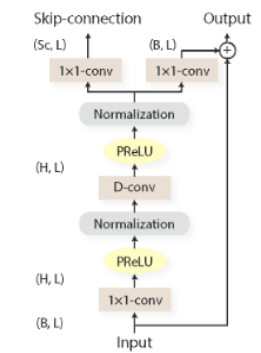 Skip-connection
Output
(Sc, L)
(B, L)
1×1-conv
1×1-conv
+
Normalization
PReLU
(H, L)
D-conv
Normalization
PReLU
(H, L)
1×1-conv
(B, L)
Input